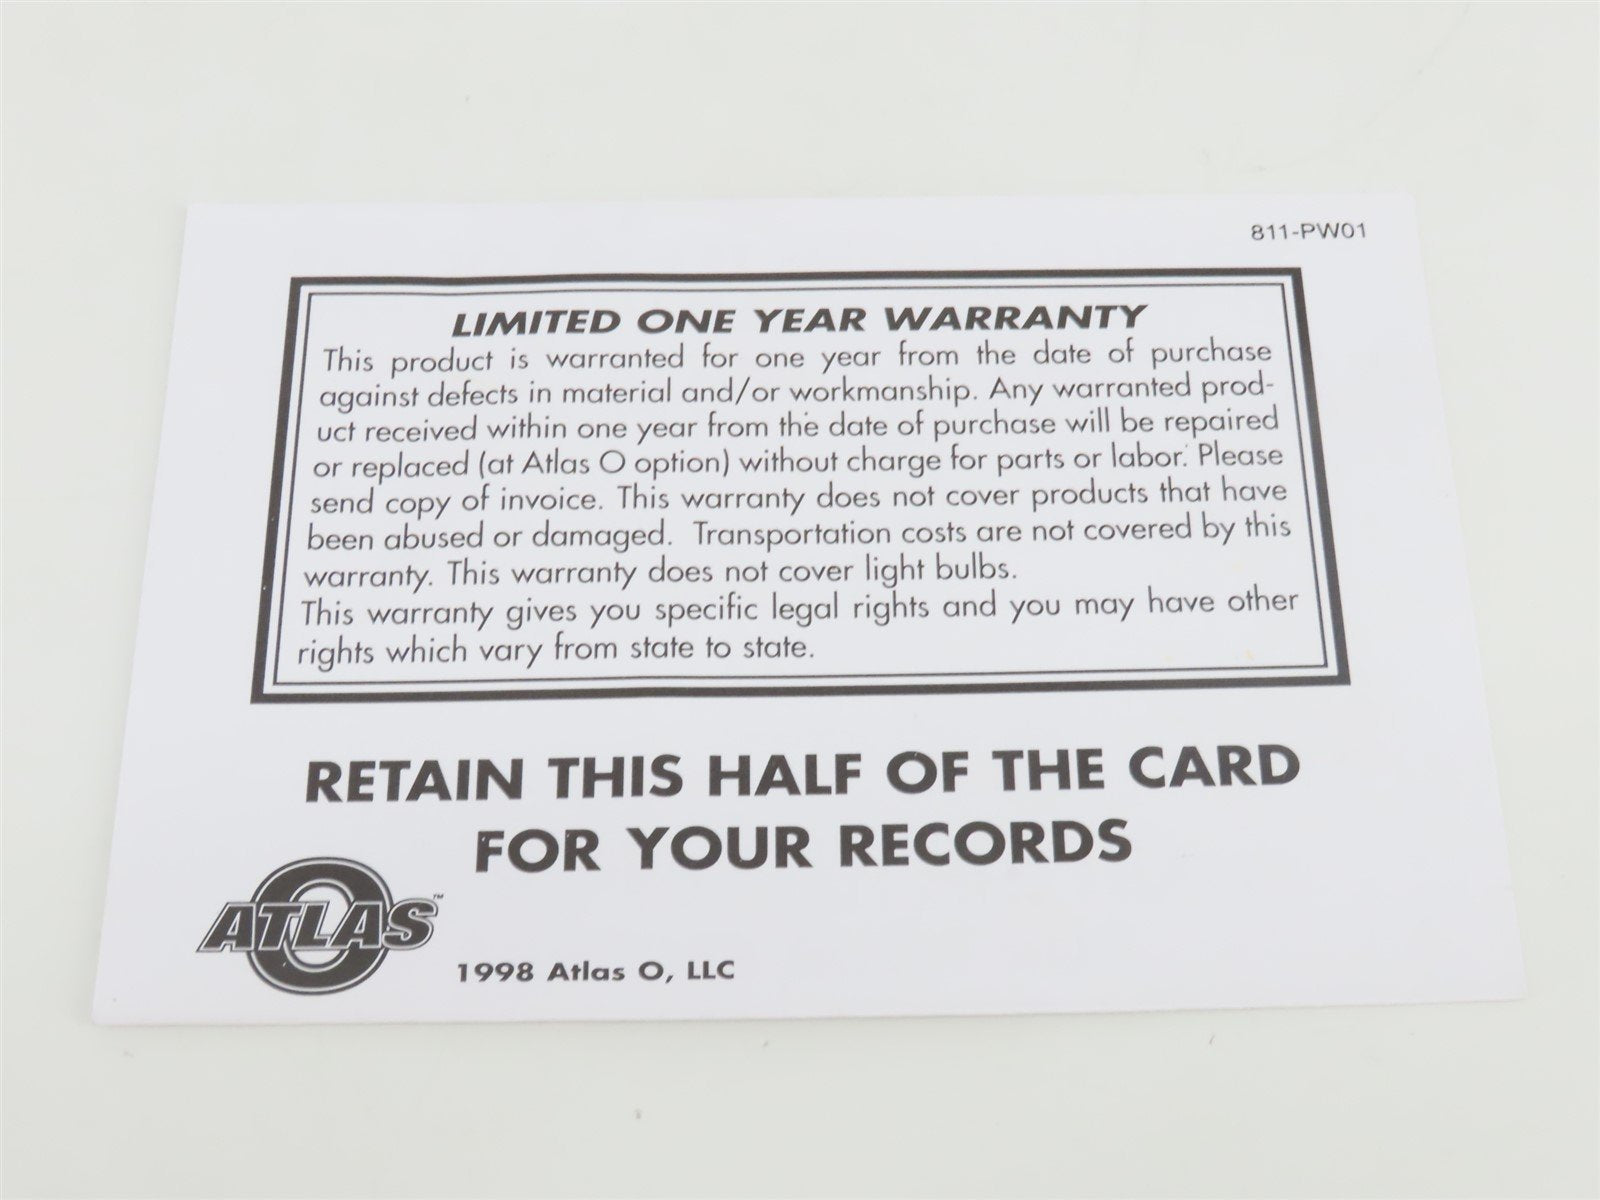 811-PW01
LIMITED ONE YEAR WARRANTY
This product is warranted for one year from the date of purchase
against defects in material and/or workmanship. Any warranted prod-
uct received within one year from the date of purchase will be repaired
or replaced (at Atlas O option) without charge for parts or labor. Please
send copy of invoice. This warranty does not cover products that have
been abused or damaged. Transportation costs are not covered by this
warranty. This warranty does not cover light bulbs.
This warranty gives you specific legal rights and you may have other
rights which vary from state to state.
RETAIN THIS HALF OF THE CARD
FOR YOUR RECORDS
ATLAS O™
1998 Atlas O, LLC